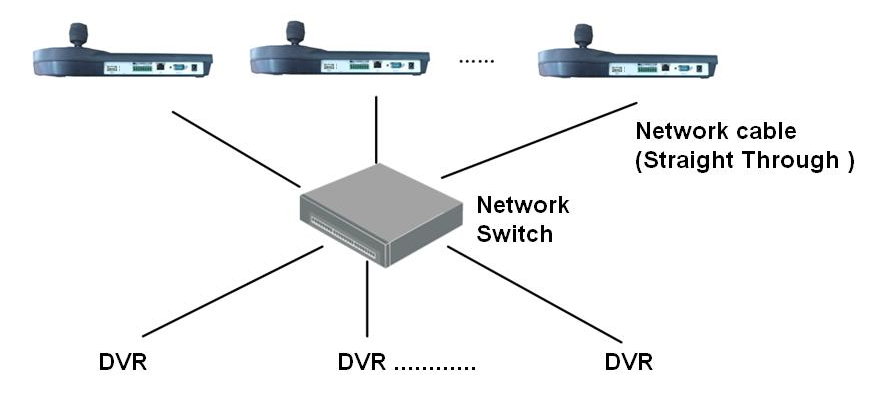 ......
Network cable
(Straight Through )
Network
Switch
DVR
DVR ............
DVR